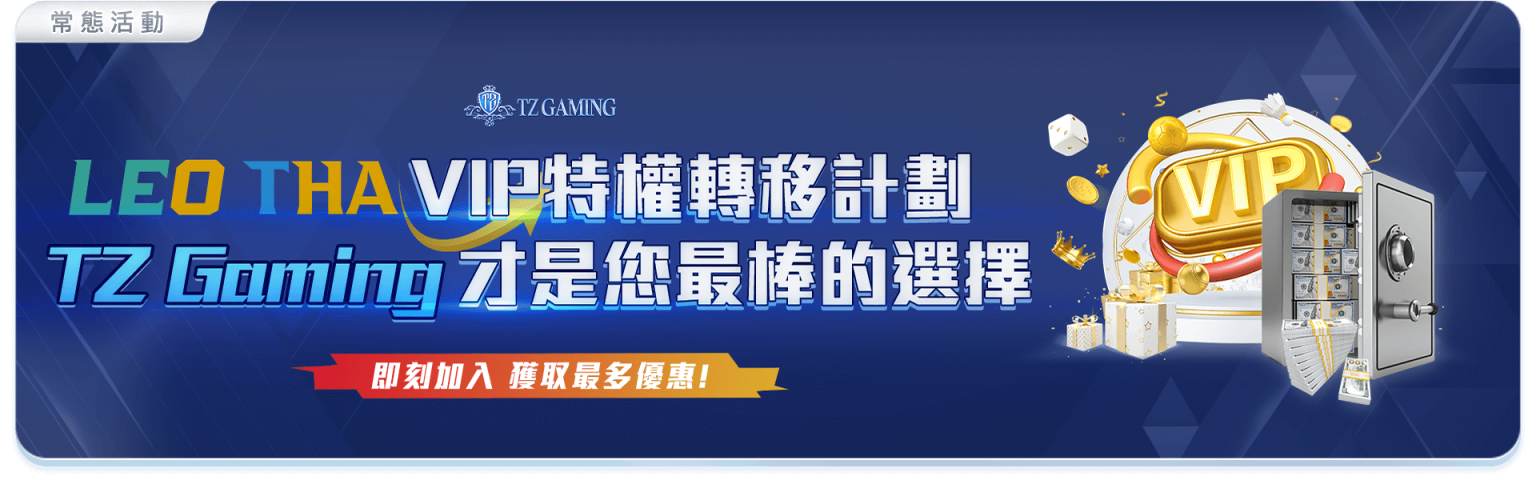 常態活動
TZ GAMING
LEO THA VIP特權轉移計劃
TZ Gaming 才是您最棒的選擇
即刻加入 獲取最多優惠!
VIP